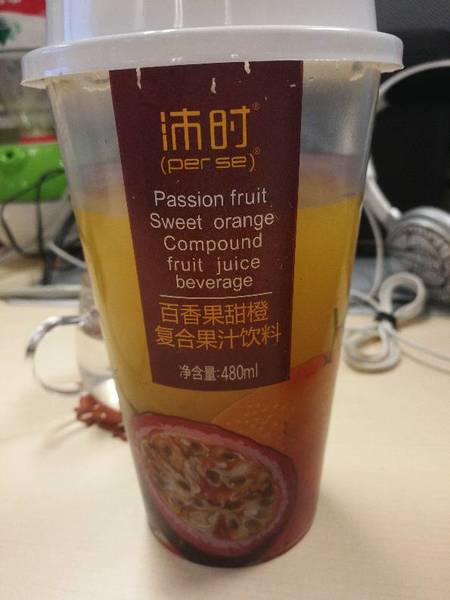 沛时®
(per se)®
Passion fruit
Sweet orange
Compound
fruit juice
beverage
百香果甜橙
复合果汁饮料
净含量:480ml